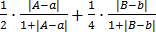 1/2 · |A−a|/(1+|A−a|) + 1/4 · |B−b|/(1+|B−b|)